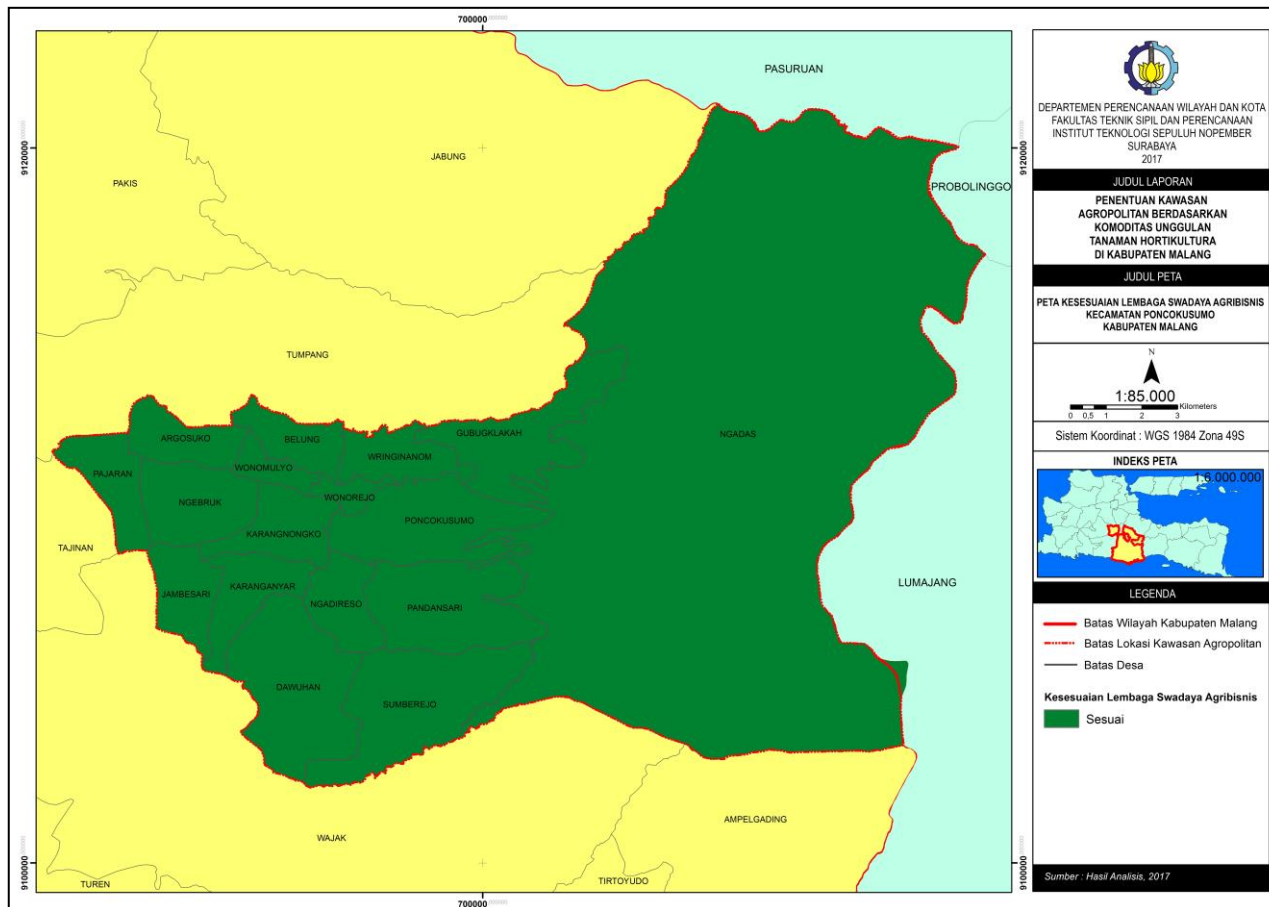 700000
PASURUAN
9120000
9120000
JABUNG
PAKIS
PROBOLINGGO
TUMPANG
ARGOSUKO
BELUNG
GUBUGKLAKAH
NGADAS
WRINGINANOM
WONOMULYO
PAJARAN
NGEBRUK
WONOREJO
PONCOKUSUMO
KARANGNONGKO
TAJINAN
LUMAJANG
JAMBESARI
KARANGANYAR
NGADIRESO
PANDANSARI
DAWUHAN
SUMBEREJO
AMPELGADING
WAJAK
9100000
9100000
TUREN
TIRTOYUDO
700000
DEPARTEMEN PERENCANAAN WILAYAH DAN KOTA
FAKULTAS TEKNIK SIPIL DAN PERENCANAAN
INSTITUT TEKNOLOGI SEPULUH NOPEMBER
SURABAYA
2017
JUDUL LAPORAN
PENENTUAN KAWASAN
AGROPOLITAN BERDASARKAN
KOMODITAS UNGGULAN
TANAMAN HORTIKULTURA
DI KABUPATEN MALANG
JUDUL PETA
PETA KESESUAIAN LEMBAGA SWADAYA AGRIBISNIS
KECAMATAN PONCOKUSUMO
KABUPATEN MALANG
N
1:85.000
Kilometers
0 0,5 1 2 3
Sistem Koordinat : WGS 1984 Zona 49S
INDEKS PETA
1:6.000.000
LEGENDA
Batas Wilayah Kabupaten Malang
Batas Lokasi Kawasan Agropolitan
Batas Desa
Kesesuaian Lembaga Swadaya Agribisnis
Sesuai
Sumber : Hasil Analisis, 2017